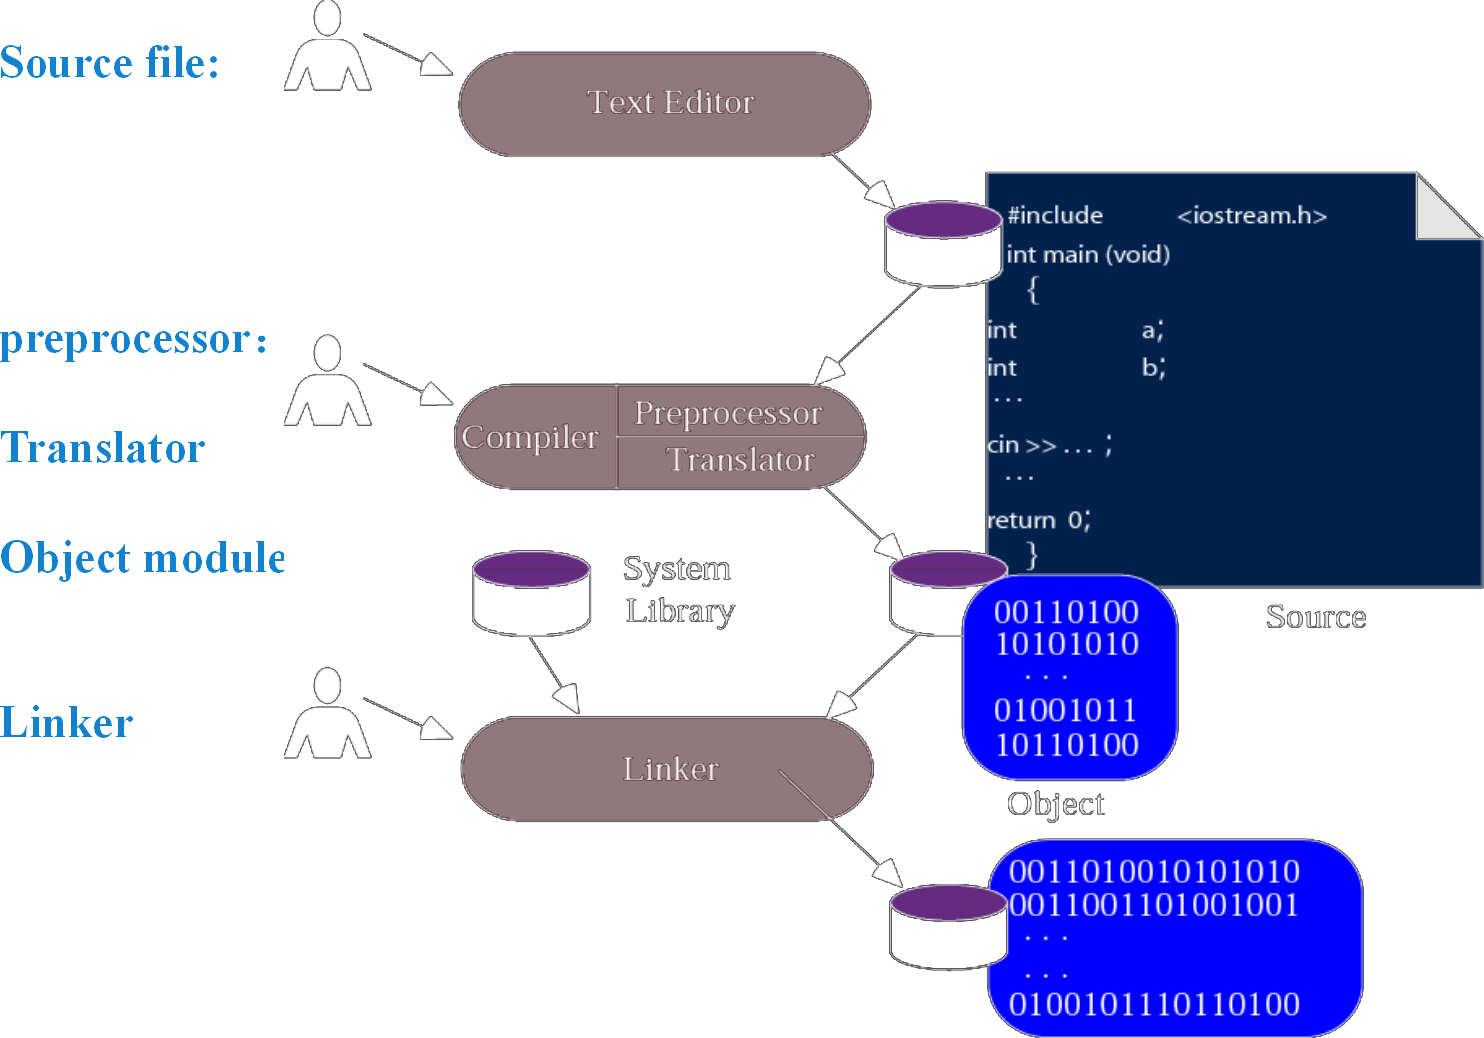 Source file:
Text Editor
#include <iostream.h>
int main (void)
{
int a;
int b;
...
cin >> ... ;
...
return 0;
}
Source
preprocessor:
Compiler
Preprocessor
Translator
Translator
Object module
System
Library
00110100
10101010
...
01001011
10110100
Object
Linker
Linker
0011010010101010
0011001101001001
...
...
0100101110110100